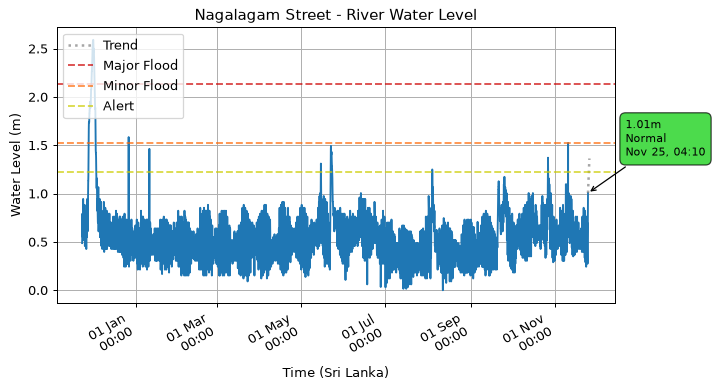 Nagalagam Street - River Water Level
Trend
Major Flood
Minor Flood
Alert
1.01m
Normal
Nov 25, 04:10
Water Level (m)
2.5
2.0
1.5
1.0
0.5
0.0
01 Jan
00:00
01 Mar
00:00
01 May
00:00
01 Jul
00:00
01 Sep
00:00
01 Nov
00:00
Time (Sri Lanka)